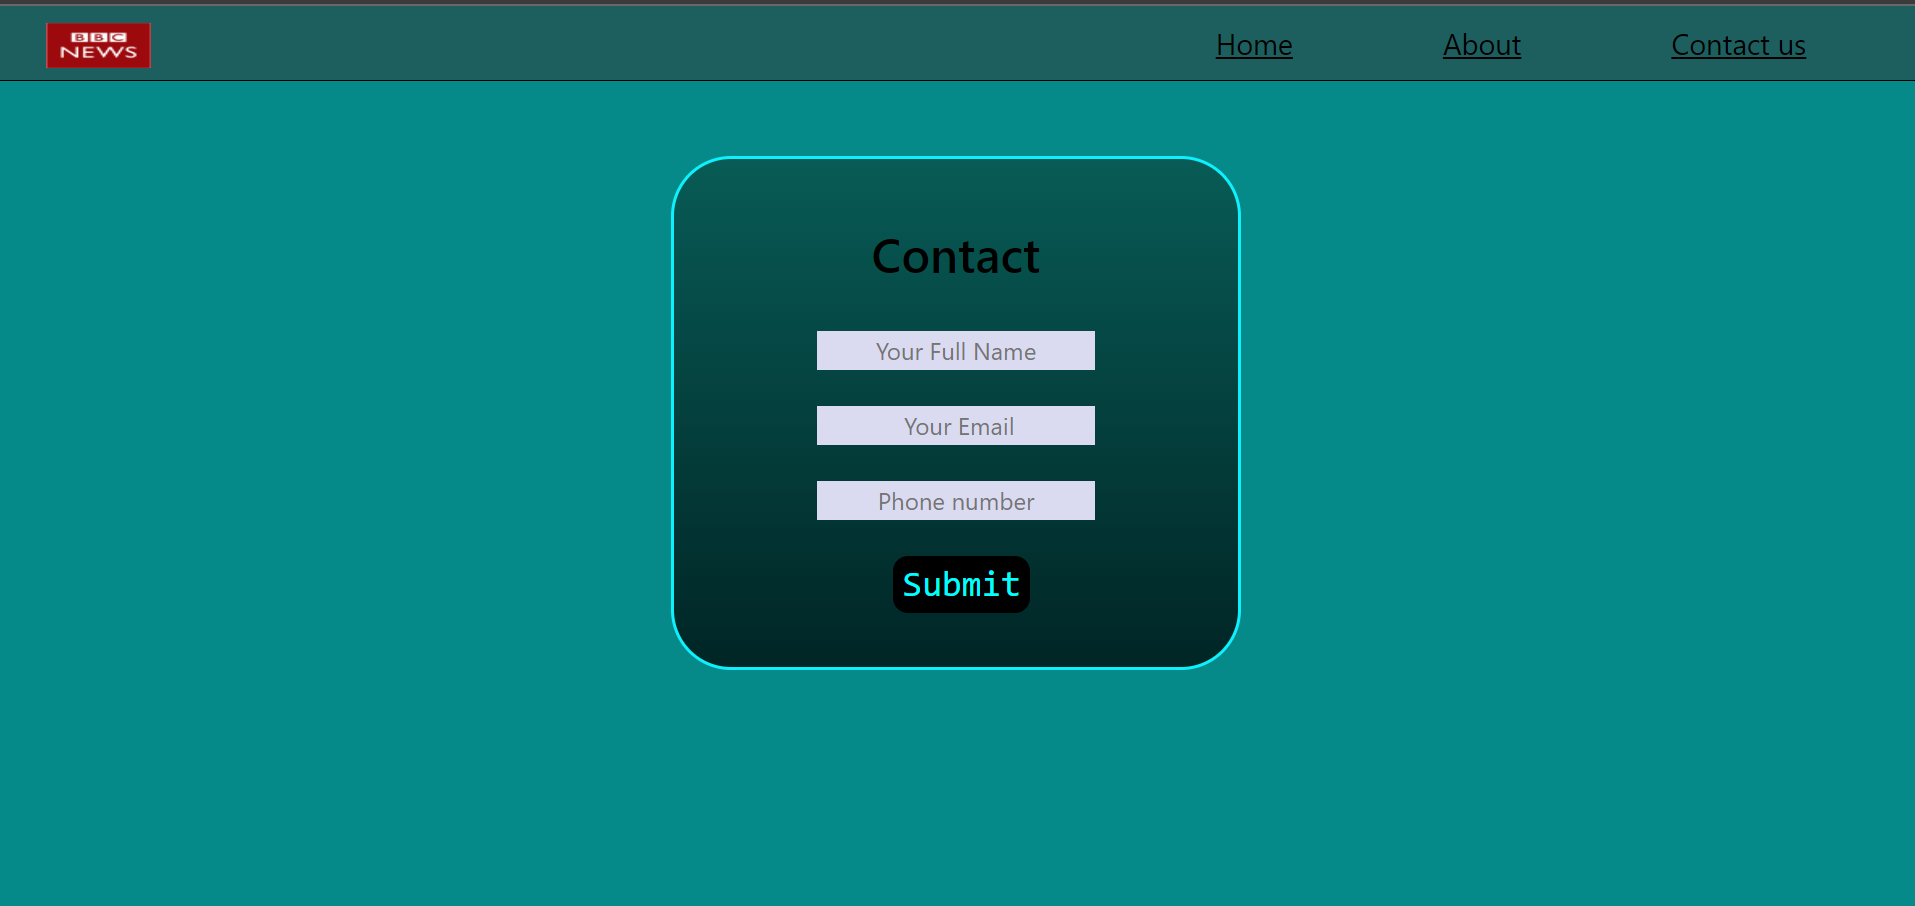 BBC
NEWS
Home
About
Contact us
Contact
Your Full Name
Your Email
Phone number
Submit